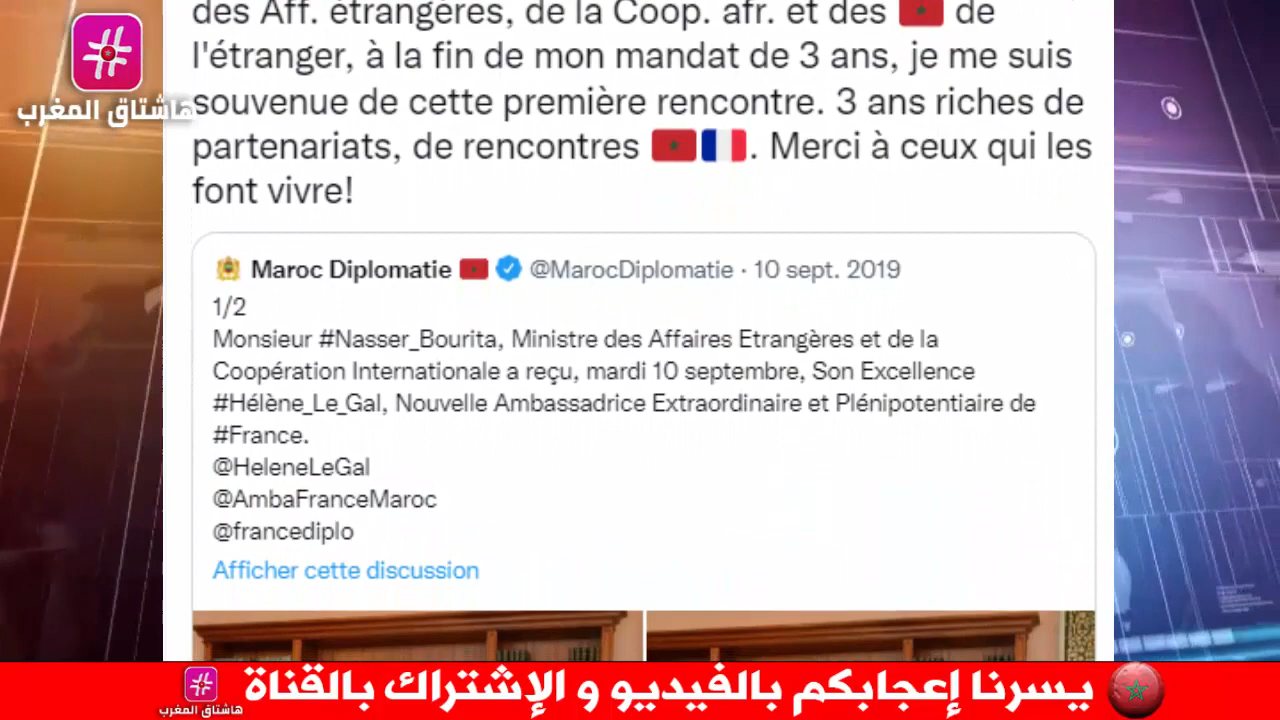 des Aff. étrangères, de la Coop. afr. et des 🇲🇦 de
l'étranger, à la fin de mon mandat de 3 ans, je me suis
souvenue de cette première rencontre. 3 ans riches de
partenariats, de rencontres 🇲🇦🇫🇷. Merci à ceux qui les
font vivre!
Maroc Diplomatie 🇲🇦 @MarocDiplomatie · 10 sept. 2019
1/2
Monsieur #Nasser_Bourita, Ministre des Affaires Etrangères et de la
Coopération Internationale a reçu, mardi 10 septembre, Son Excellence
#Hélène_Le_Gal, Nouvelle Ambassadrice Extraordinaire et Plénipotentiaire de
#France.
@HeleneLeGal
@AmbaFranceMaroc
@francediplo
Afficher cette discussion
هاشتاق المغرب
يسرنا إعجابكم بالفيديو و الإشتراك بالقناة
هاشتاق المغرب